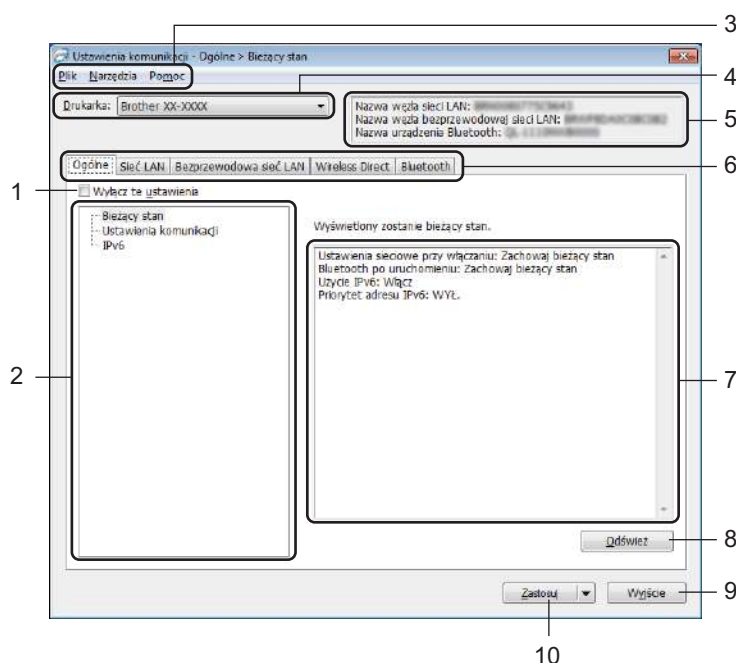 3
Ustawienia komunikacji - Ogólne > Bieżący stan
Plik Narzędzia Pomoc
4
Drukarka: Brother XX-XXXX
Nazwa węzła sieci LAN:
Nazwa węzła bezprzewodowej sieci LAN:
Nazwa urządzenia Bluetooth:
5
Ogólne Sieć LAN Bezprzewodowa sieć LAN Wireless Direct Bluetooth
6
1
Wyłącz te ustawienia
Bieżący stan
Ustawienia komunikacji
IPv6
Wyświetlony zostanie bieżący stan.
Ustawienia sieciowe przy włączaniu: Zachowaj bieżący stan
Bluetooth po uruchomieniu: Zachowaj bieżący stan
Użycie IPv6: Włącz
Priorytet adresu IPv6: WYŁ.
2
7
Odśwież
8
Zastosuj
Wyjście
9
10